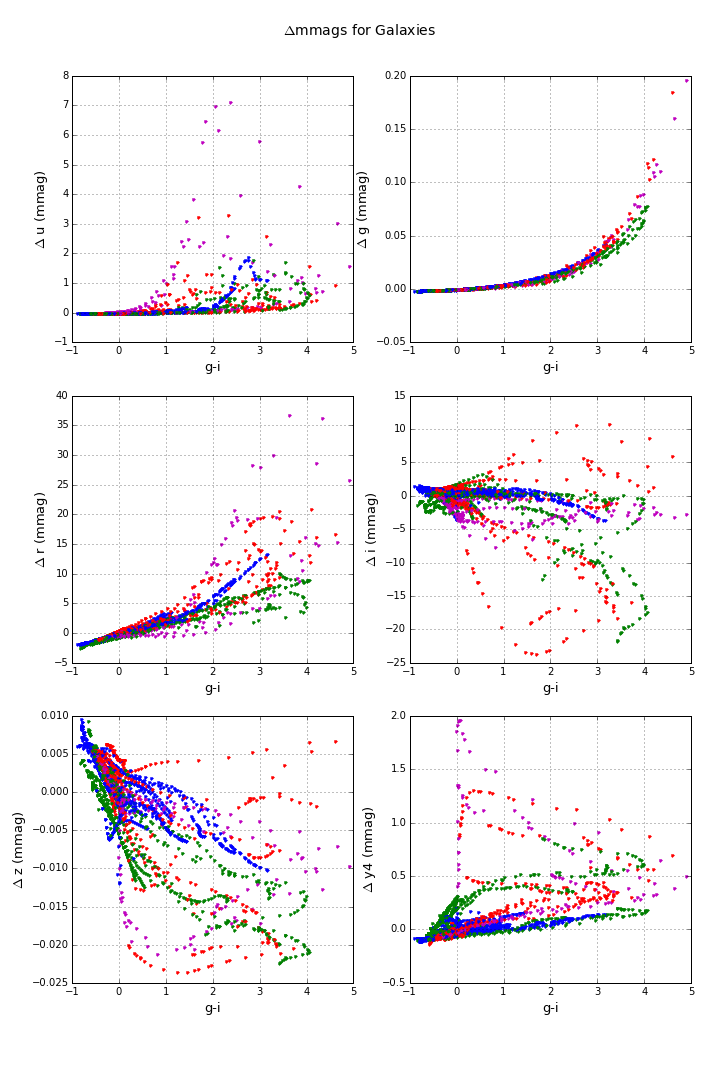 Δmmags for Galaxies
8
7
6
5
4
3
2
1
0
−1
Δ u (mmag)
−1 0 1 2 3 4 5
g-i
0.20
0.15
0.10
0.05
0.00
−0.05
Δ g (mmag)
−1 0 1 2 3 4 5
g-i
40
35
30
25
20
15
10
5
0
−5
Δ r (mmag)
−1 0 1 2 3 4 5
g-i
15
10
5
0
−5
−10
−15
−20
−25
Δ i (mmag)
−1 0 1 2 3 4 5
g-i
0.010
0.005
0.000
−0.005
−0.010
−0.015
−0.020
−0.025
Δ z (mmag)
−1 0 1 2 3 4 5
g-i
2.0
1.5
1.0
0.5
0.0
−0.5
Δ y4 (mmag)
−1 0 1 2 3 4 5
g-i